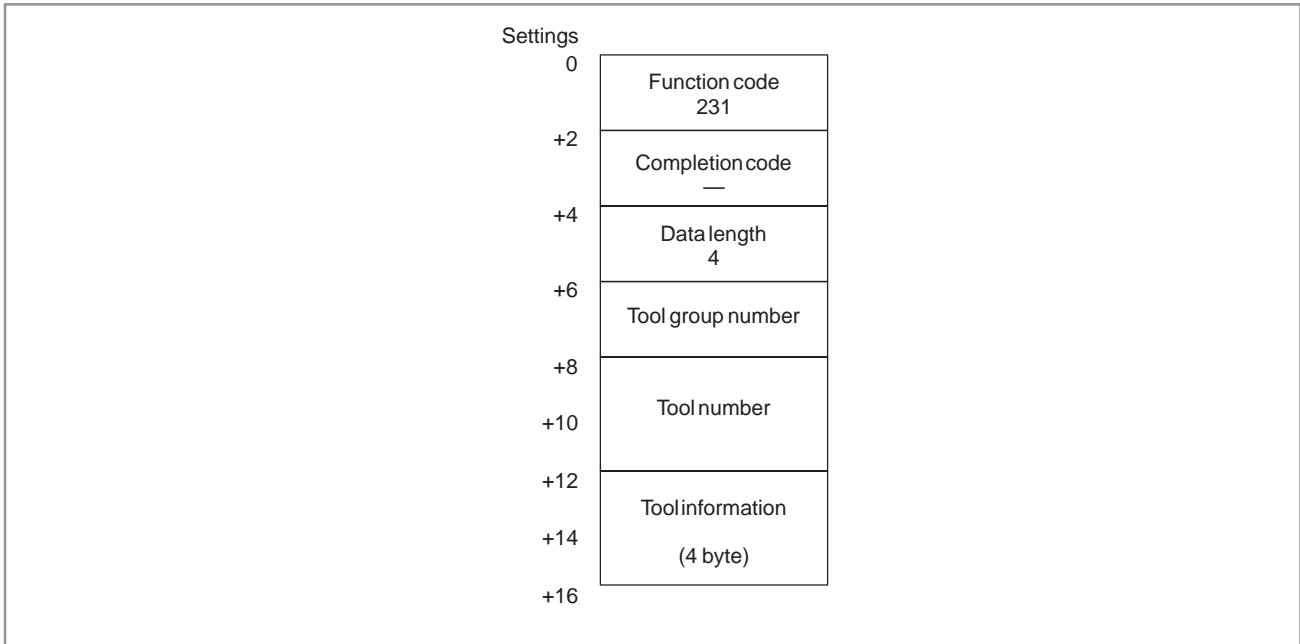 Settings
0
Function code
231
+2
Completion code
—
+4
Data length
4
+6
Tool group number
+8
Tool number
+10
+12
Tool information
+14
(4 byte)
+16